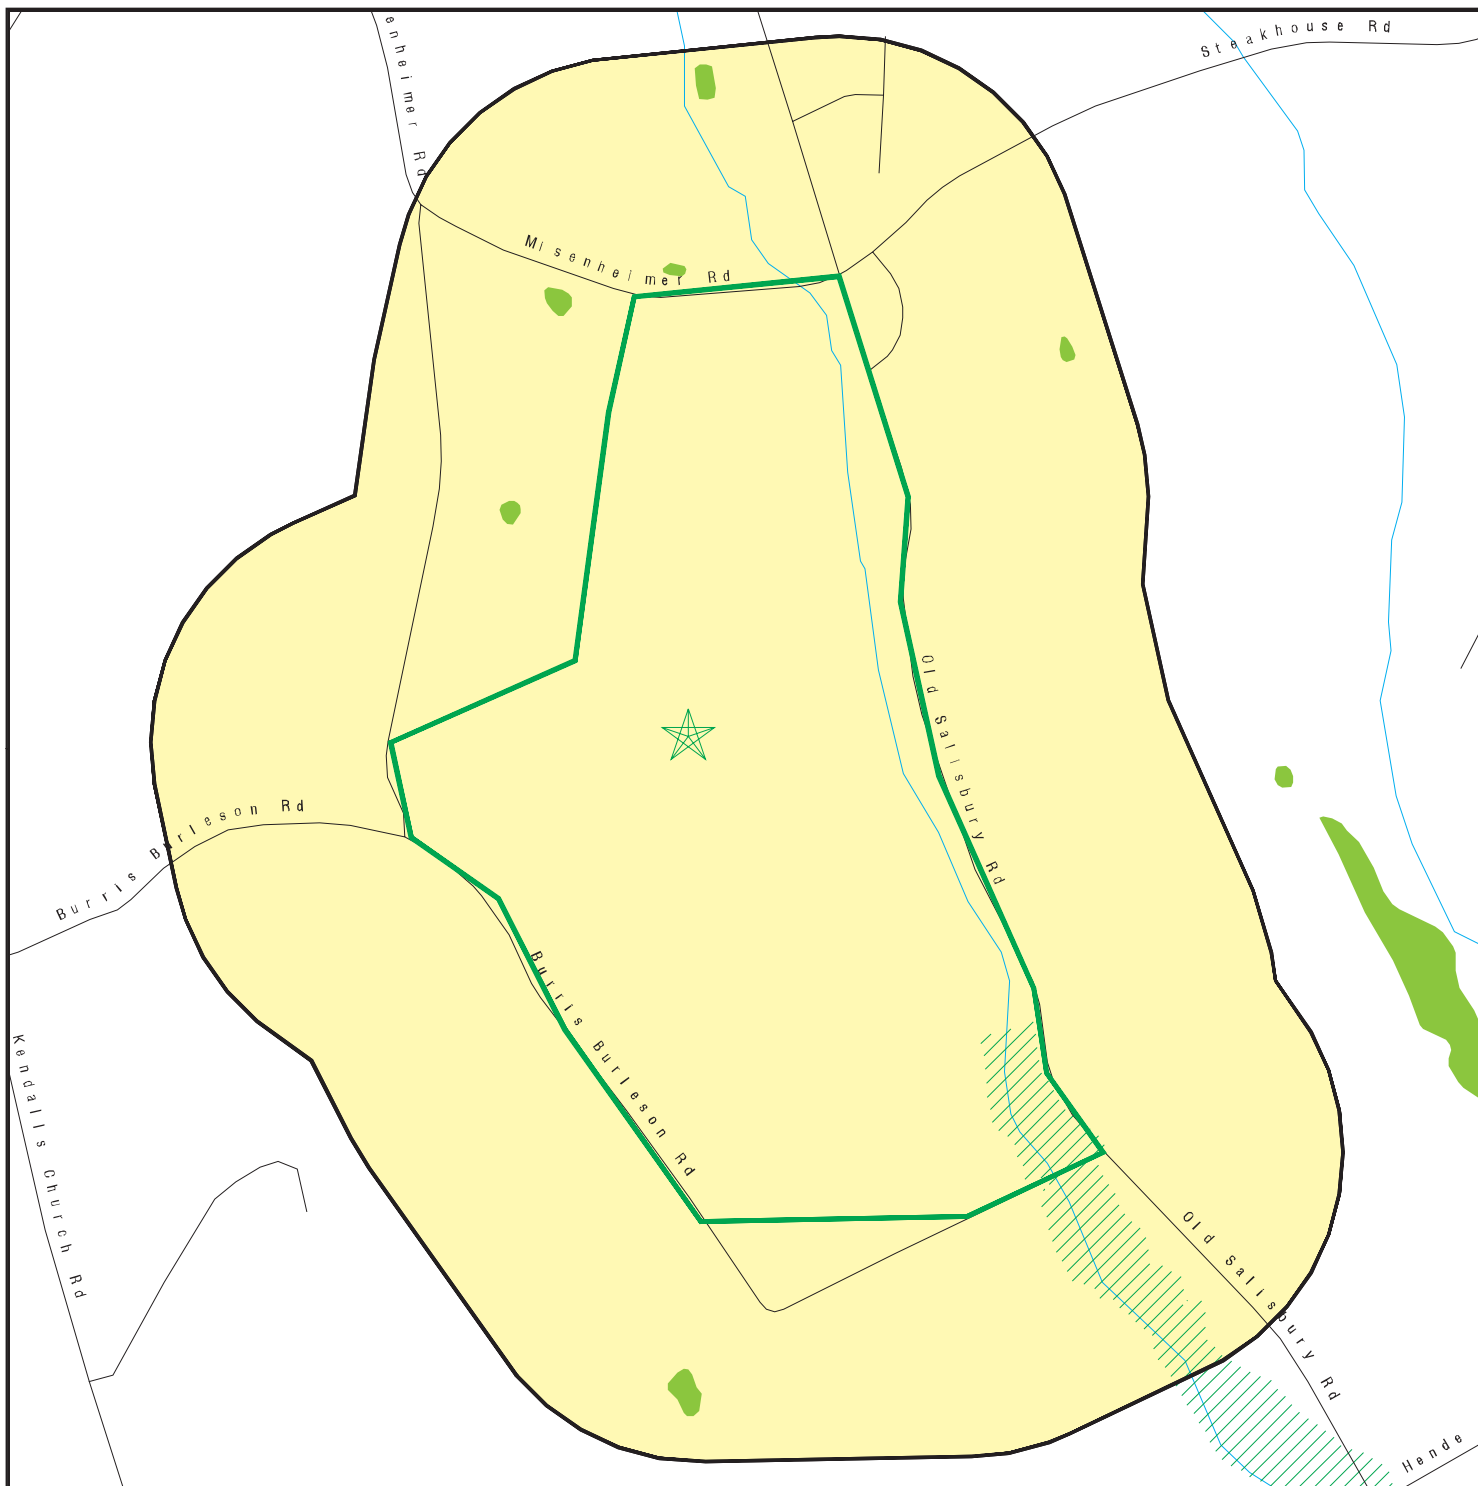 enheimer Rd
Steakhouse Rd
Misenheimer Rd
Old Salisbury Rd
Burris Burleson Rd
Burris Burleson Rd
Kendalls Church Rd
Old Salisbury Rd
Hende